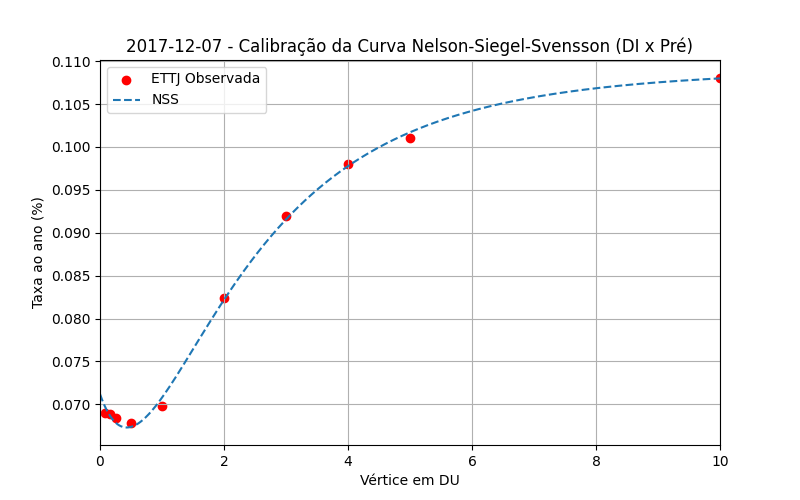 2017-12-07 - Calibração da Curva Nelson-Siegel-Svensson (DI x Pré)
ETTJ Observada
NSS
Taxa ao ano (%)
0.110
0.105
0.100
0.095
0.090
0.085
0.080
0.075
0.070
0 2 4 6 8 10
Vértice em DU